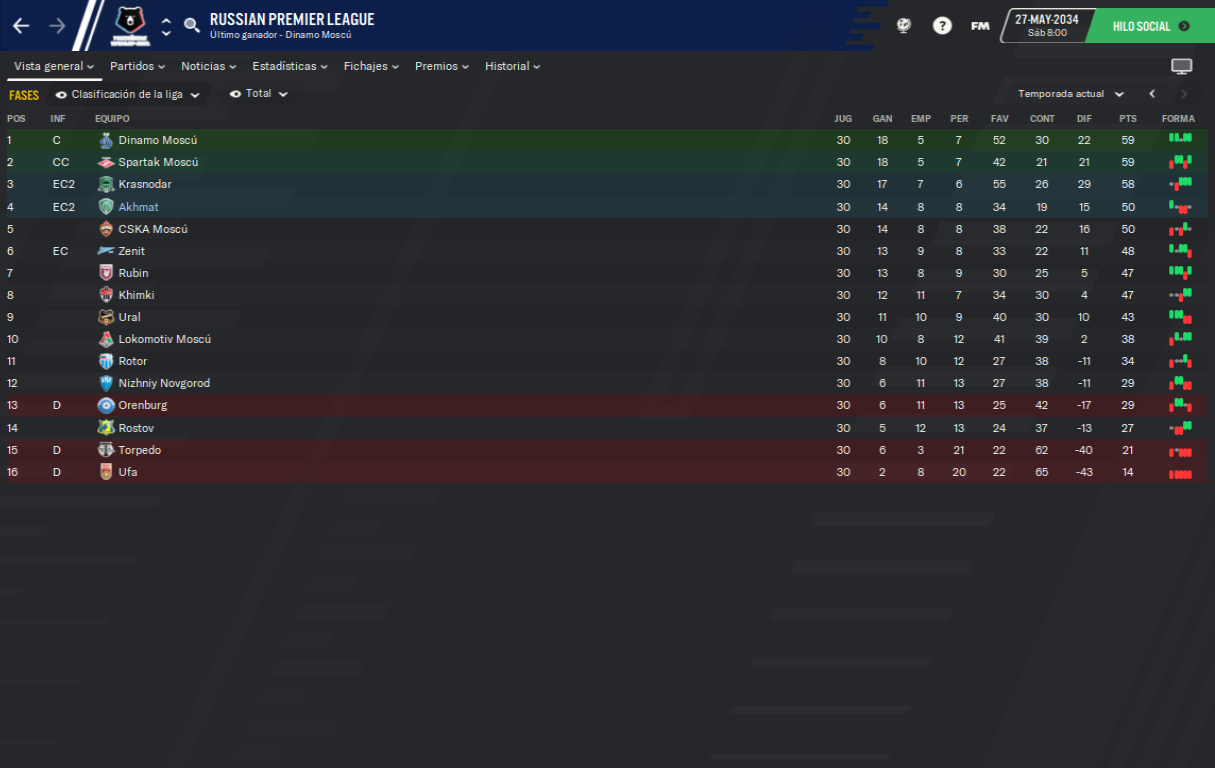 RUSSIAN PREMIER LEAGUE
Último ganador - Dinamo Moscú
? FM 27-MAY-2034
Sáb 8:00
HILO SOCIAL
Vista general Partidos Noticias Estadísticas Fichajes Premios Historial
FASES Clasificación de la liga Total Temporada actual
POS INF EQUIPO JUG GAN EMP PER FAV CONT DIF PTS FORMA
1 C Dinamo Moscú 30 18 5 7 52 30 22 59
2 CC Spartak Moscú 30 18 5 7 42 21 21 59
3 EC2 Krasnodar 30 17 7 6 55 26 29 58
4 EC2 Akhmat 30 14 8 8 34 19 15 50
5 CSKA Moscú 30 14 8 8 38 22 16 50
6 EC Zenit 30 13 9 8 33 22 11 48
7 Rubin 30 13 8 9 30 25 5 47
8 Khimki 30 12 11 7 34 30 4 47
9 Ural 30 11 10 9 40 30 10 43
10 Lokomotiv Moscú 30 10 8 12 41 39 2 38
11 Rotor 30 8 10 12 27 38 -11 34
12 Nizhniy Novgorod 30 6 11 13 27 38 -11 29
13 D Orenburg 30 6 11 13 25 42 -17 29
14 Rostov 30 5 12 13 24 37 -13 27
15 D Torpedo 30 6 3 21 22 62 -40 21
16 D Ufa 30 2 8 20 22 65 -43 14